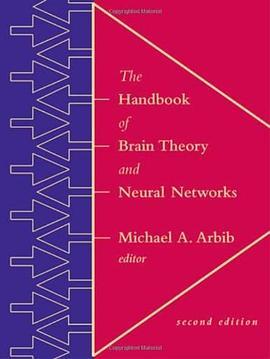 The
Handbook
of
Brain Theory
and
Neural Networks
Michael A. Arbib
editor
second edition